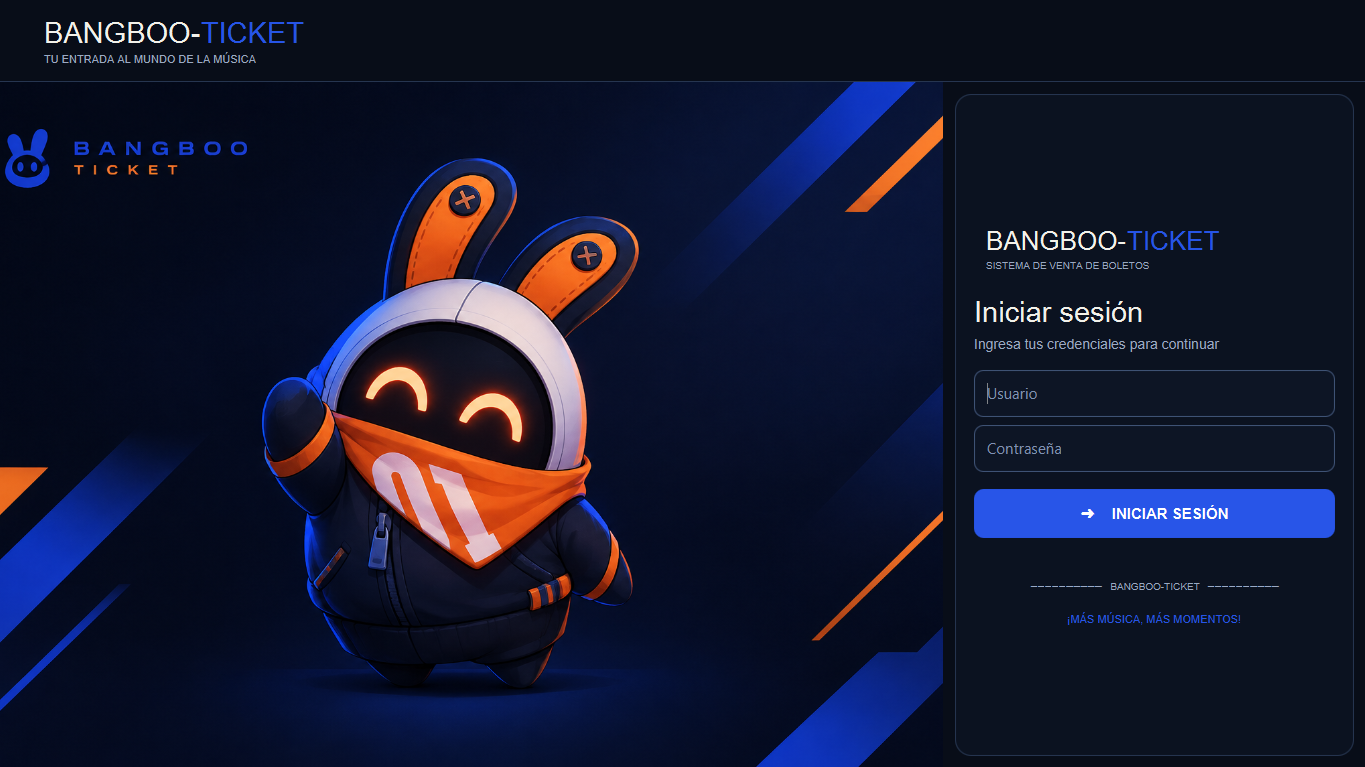 BANGBOO-TICKET
TU ENTRADA AL MUNDO DE LA MÚSICA
BANGBOO
TICKET
01
BANGBOO-TICKET
SISTEMA DE VENTA DE BOLETOS
Iniciar sesión
Ingresa tus credenciales para continuar
Usuario
Contraseña
➔ INICIAR SESIÓN
---------- BANGBOO-TICKET ----------
¡MÁS MÚSICA, MÁS MOMENTOS!